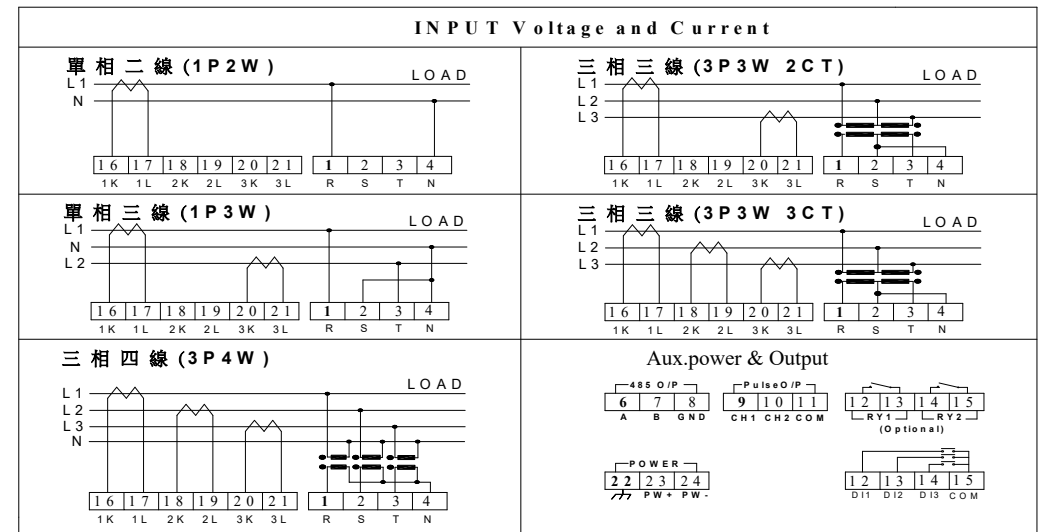 INPUT Voltage and Current
單相二線(1P2W)
L1
LOAD
N
16 17 18 19 20 21 1 2 3 4
1K 1L 2K 2L 3K 3L R S T N
三相三線(3P3W 2CT)
L1
LOAD
L2
L3
16 17 18 19 20 21 1 2 3 4
1K 1L 2K 2L 3K 3L R S T N
單相三線(1P3W)
L1
LOAD
N
L2
16 17 18 19 20 21 1 2 3 4
1K 1L 2K 2L 3K 3L R S T N
三相三線(3P3W 3CT)
L1
LOAD
L2
L3
16 17 18 19 20 21 1 2 3 4
1K 1L 2K 2L 3K 3L R S T N
三相四線(3P4W)
L1
LOAD
L2
L3
N
16 17 18 19 20 21 1 2 3 4
1K 1L 2K 2L 3K 3L R S T N
Aux.power & Output
485 O/P PulseO/P
6 7 8 9 10 11 12 13 14 15
A B GND CH1 CH2 COM RY1 RY2
(Optional)
POWER
22 23 24 12 13 14 15
PW+ PW- DI1 DI2 DI3 COM